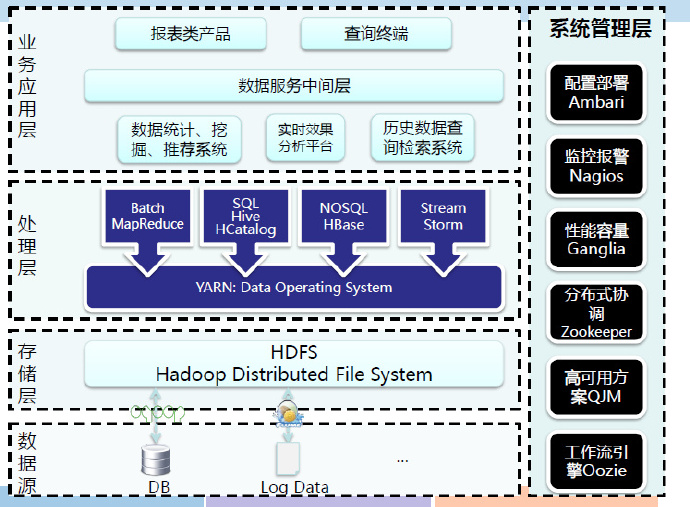 业务应用层
报表类产品
查询终端
数据服务中间层
数据统计、挖
掘、推荐系统
实时效果
分析平台
历史数据查
询检索系统
处理层
Batch
MapReduce
SQL
Hive
HCatalog
NOSQL
HBase
Stream
Storm
YARN: Data Operating System
存储层
HDFS
Hadoop Distributed File System
数据源
DB
Log Data
...
系统管理层
配置部署
Ambari
监控报警
Nagios
性能容量
Ganglia
分布式协
调
Zookeeper
高可用方
案QJM
工作流引
擎Oozie